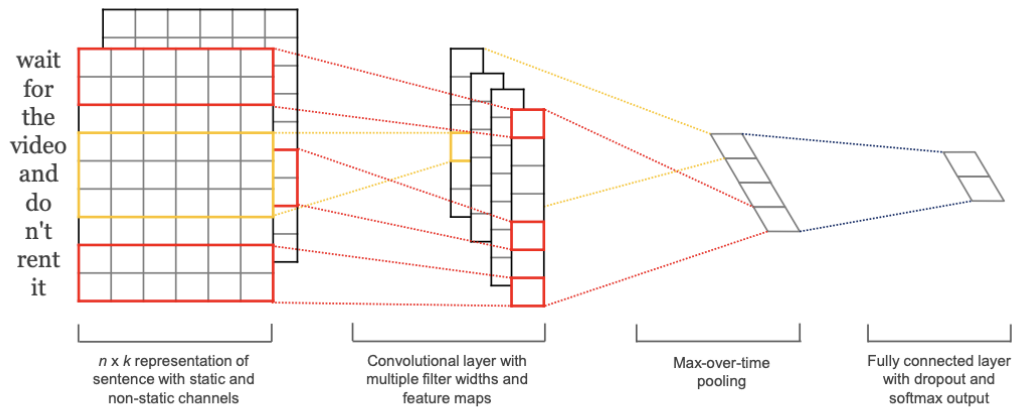 wait
for
the
video
and
do
n't
rent
it
n x k representation of
sentence with static and
non-static channels
Convolutional layer with
multiple filter widths and
feature maps
Max-over-time
pooling
Fully connected layer
with dropout and
softmax output